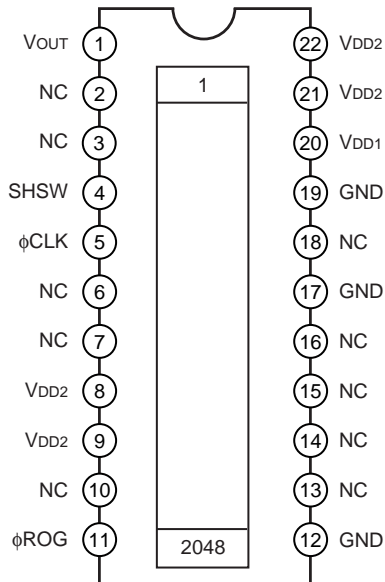 VOUT 1 22 VDD2
NC 2 1 21 VDD2
NC 3 20 VDD1
SHSW 4 19 GND
ϕCLK 5 18 NC
NC 6 17 GND
NC 7 16 NC
VDD2 8 15 NC
VDD2 9 14 NC
NC 10 13 NC
ϕROG 11 2048 12 GND